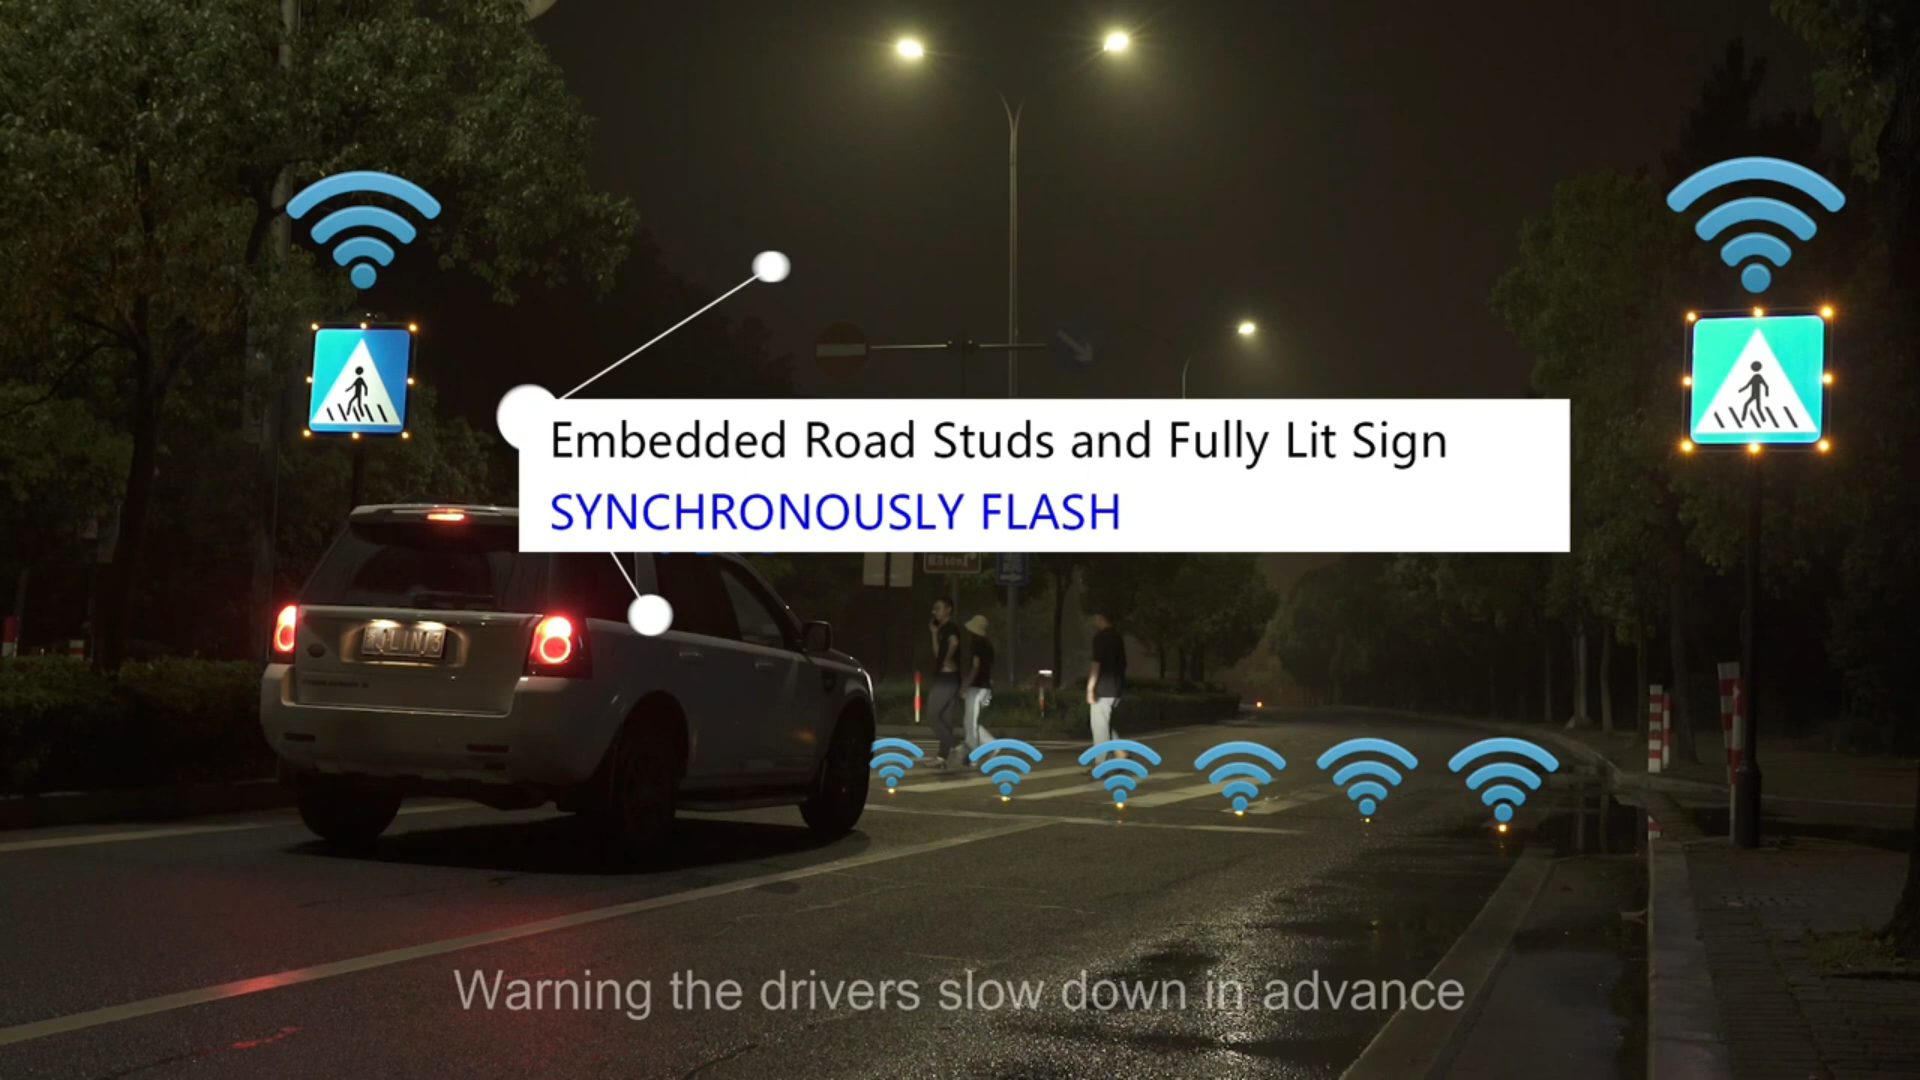 Embedded Road Studs and Fully Lit Sign
SYNCHRONOUSLY FLASH
Warning the drivers slow down in advance